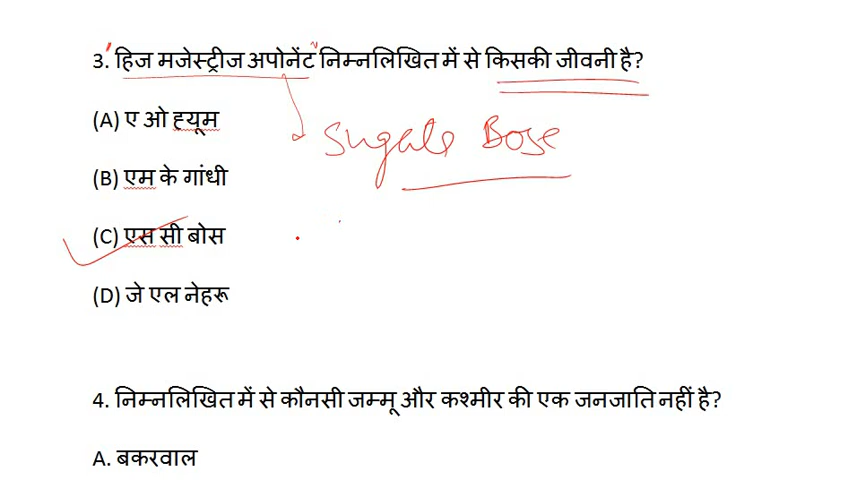 3. 'हिज मजेस्ट्रीज अपोनेंट" निम्नलिखित में से किसकी जीवनी है?
(A) ए ओ ह्यूम
Sugato Bose
(B) एम के गांधी
(C) एस सी बोस
(D) जे एल नेहरू
4. निम्नलिखित में से कौनसी जम्मू और कश्मीर की एक जनजाति नहीं है?
A. बकरवाल